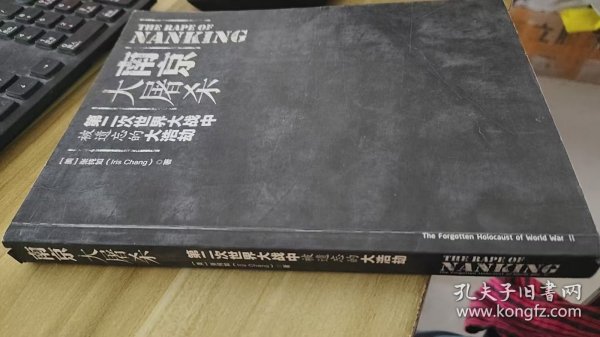 THE RAPE OF
NANKING
南京
大屠杀
第二次世界大战中
被遗忘的大浩劫
[美]张纯如(Iris Chang)◎著
The Forgotten Holocaust of World War II
南京大屠杀
第二次世界大战中被遗忘的大浩劫
[美]张纯如(Iris Chang)◎著
THE RAPE OF
NANKING
孔夫子旧书网
www.kongfz.com